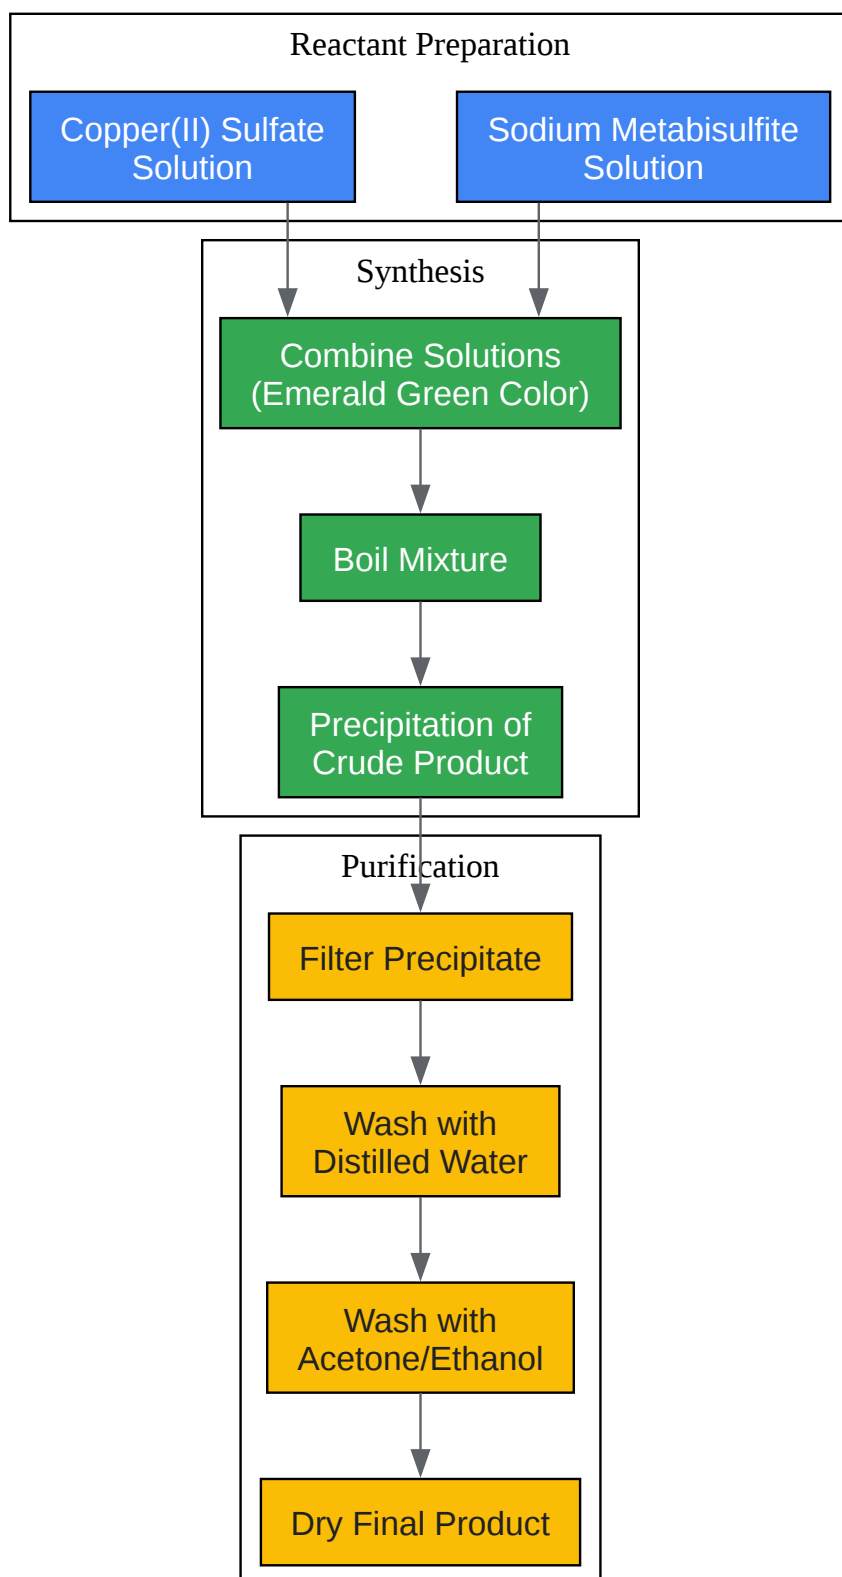 Reactant Preparation
Copper(II) Sulfate
Solution
Sodium Metabisulfite
Solution
Synthesis
Combine Solutions
(Emerald Green Color)
Boil Mixture
Precipitation of
Crude Product
Purification
Filter Precipitate
Wash with
Distilled Water
Wash with
Acetone/Ethanol
Dry Final Product